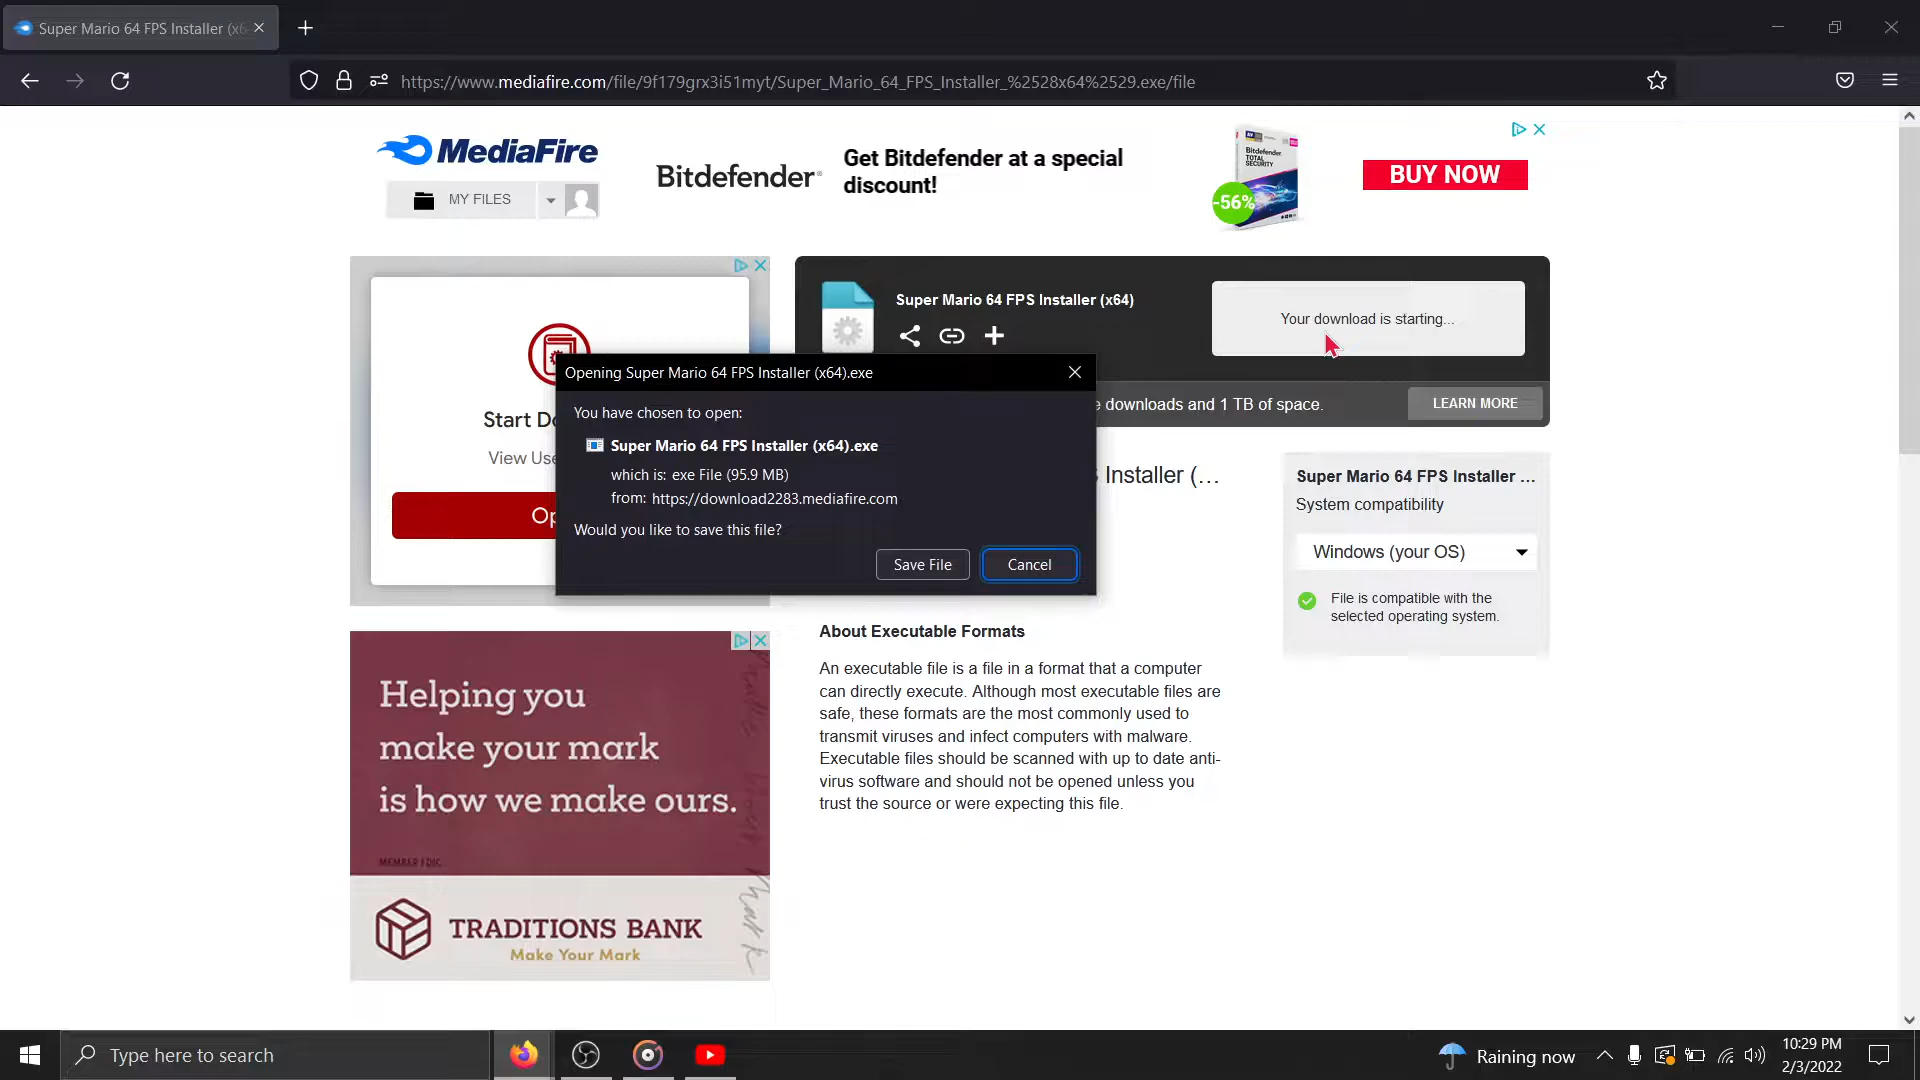 Super Mario 64 FPS Installer (x6
https://www.mediafire.com/file/9f179grx3i51myt/Super_Mario_64_FPS_Installer_%2528x64%2529.exe/file
MediaFire
MY FILES
Bitdefender
Get Bitdefender at a special
discount!
Bitdefender
TOTAL
SECURITY
-56%
BUY NOW
Super Mario 64 FPS Installer (x64)
Your download is starting...
Start Do
View Use
Op
Opening Super Mario 64 FPS Installer (x64).exe
You have chosen to open:
Super Mario 64 FPS Installer (x64).exe
which is: exe File (95.9 MB)
from: https://download2283.mediafire.com
Would you like to save this file?
Save File
Cancel
e downloads and 1 TB of space.
LEARN MORE
S Installer (...
Super Mario 64 FPS Installer ...
System compatibility
Windows (your OS)
File is compatible with the
selected operating system.
About Executable Formats
An executable file is a file in a format that a computer
can directly execute. Although most executable files are
safe, these formats are the most commonly used to
transmit viruses and infect computers with malware.
Executable files should be scanned with up to date anti-
virus software and should not be opened unless you
trust the source or were expecting this file.
Helping you
make your mark
is how we make ours.
MEMBER FDIC
TRADITIONS BANK
Make Your Mark
Type here to search
Raining now
10:29 PM
2/3/2022